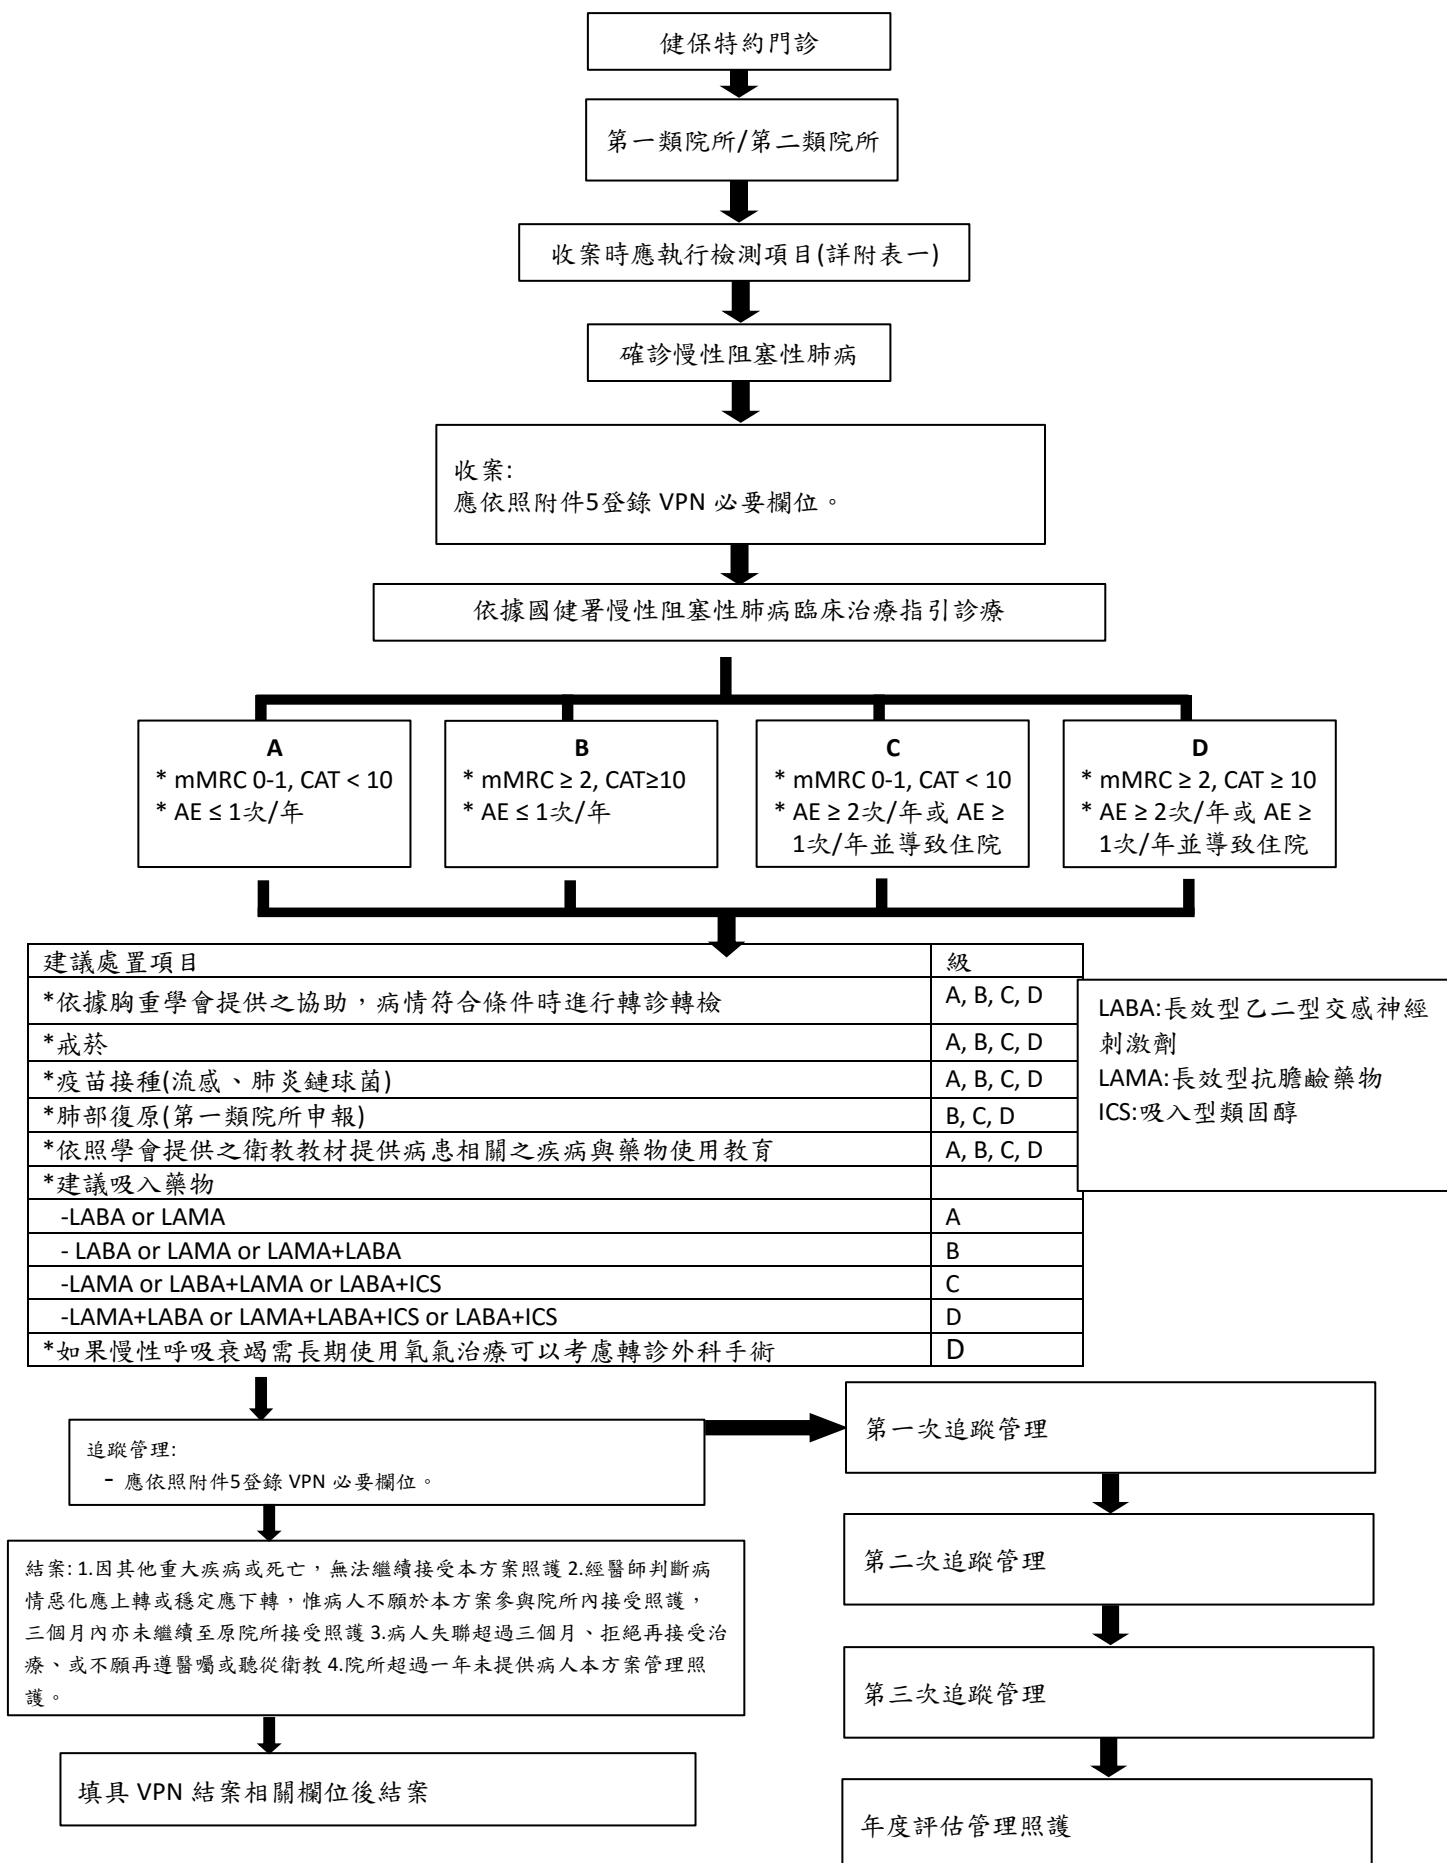 健保特約門診
第一類院所/第二類院所
收案時應執行檢測項目(詳附表一)
確診慢性阻塞性肺病
收案:
應依照附件5登錄 VPN 必要欄位。
依據國健署慢性阻塞性肺病臨床治療指引診療
A
* mMRC 0-1, CAT < 10
* AE ≤ 1次/年
B
* mMRC ≥ 2, CAT≥10
* AE ≤ 1次/年
C
* mMRC 0-1, CAT < 10
* AE ≥ 2次/年或 AE ≥
1次/年並導致住院
D
* mMRC ≥ 2, CAT ≥ 10
* AE ≥ 2次/年或 AE ≥
1次/年並導致住院
建議處置項目 級
*依據胸重學會提供之協助，病情符合條件時進行轉診轉檢 A, B, C, D
*戒菸 A, B, C, D
*疫苗接種(流感、肺炎鏈球菌) A, B, C, D
*肺部復原(第一類院所申報) B, C, D
*依照學會提供之衛教教材提供病患相關之疾病與藥物使用教育 A, B, C, D
*建議吸入藥物
-LABA or LAMA A
- LABA or LAMA or LAMA+LABA B
-LAMA or LABA+LAMA or LABA+ICS C
-LAMA+LABA or LAMA+LABA+ICS or LABA+ICS D
*如果慢性呼吸衰竭需長期使用氧氣治療可以考慮轉診外科手術 D
LABA:長效型乙二型交感神經
刺激劑
LAMA:長效型抗膽鹼藥物
ICS:吸入型類固醇
追蹤管理:
- 應依照附件5登錄 VPN 必要欄位。
結案: 1.因其他重大疾病或死亡，無法繼續接受本方案照護 2.經醫師判斷病
情惡化應上轉或穩定應下轉，惟病人不願於本方案參與院所內接受照護，
三個月內亦未繼續至原院所接受照護 3.病人失聯超過三個月、拒絕再接受治
療、或不願再遵醫囑或聽從衛教 4.院所超過一年未提供病人本方案管理照
護。
填具 VPN 結案相關欄位後結案
第一次追蹤管理
第二次追蹤管理
第三次追蹤管理
年度評估管理照護